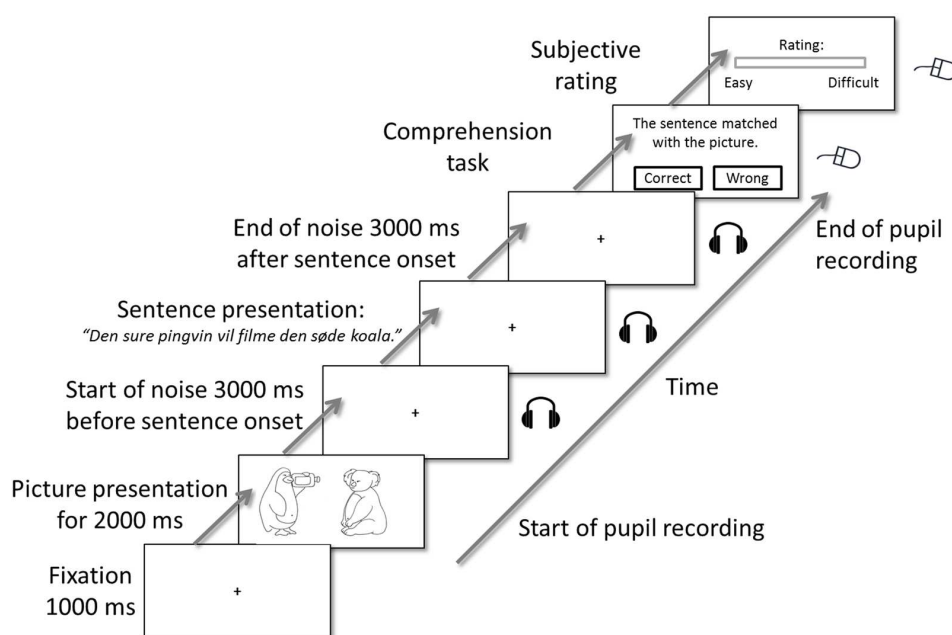 Subjective
rating
Rating:
Easy Difficult
Comprehension
task
The sentence matched
with the picture.
Correct Wrong
End of noise 3000 ms
after sentence onset
+
End of pupil
recording
Sentence presentation:
“Den sure pingvin vil filme den søde koala.”
+
Start of noise 3000 ms
before sentence onset
+
Time
Picture presentation
for 2000 ms
Start of pupil recording
Fixation
1000 ms
+